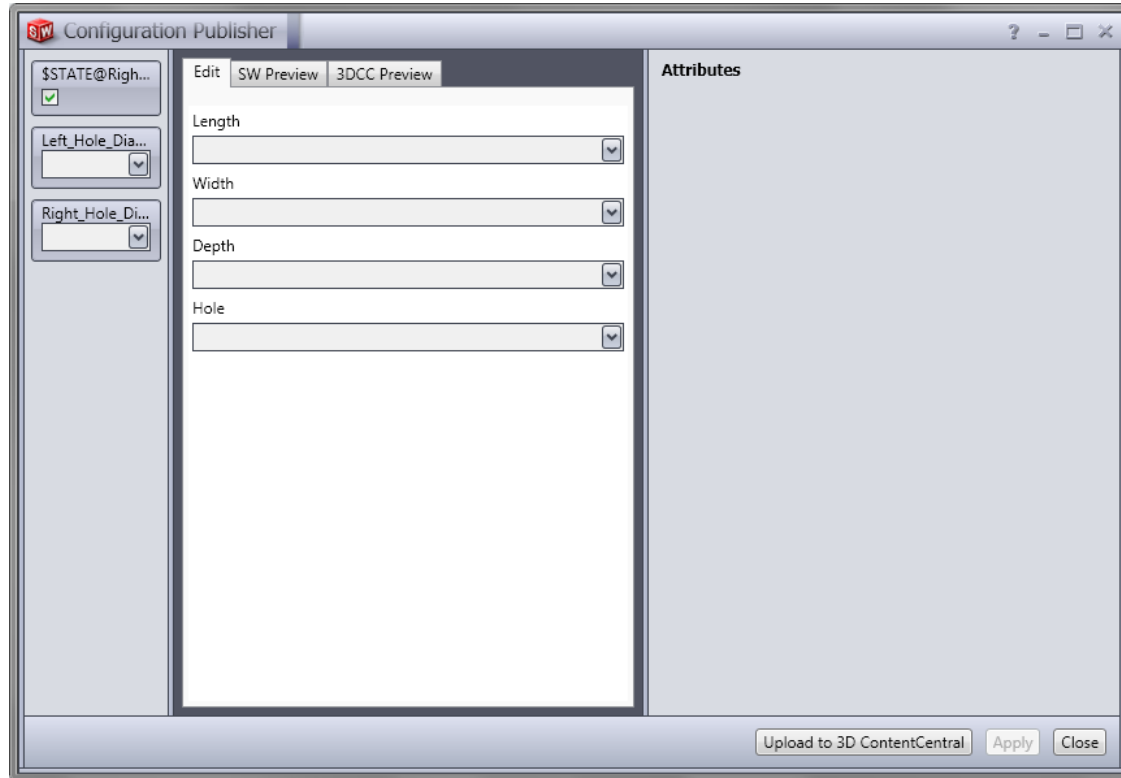 SW Configuration Publisher ?
$STATE@Righ...
Left_Hole_Dia...
Right_Hole_Di...
Edit SW Preview 3DCC Preview
Length
Width
Depth
Hole
Attributes
Upload to 3D ContentCentral Apply Close